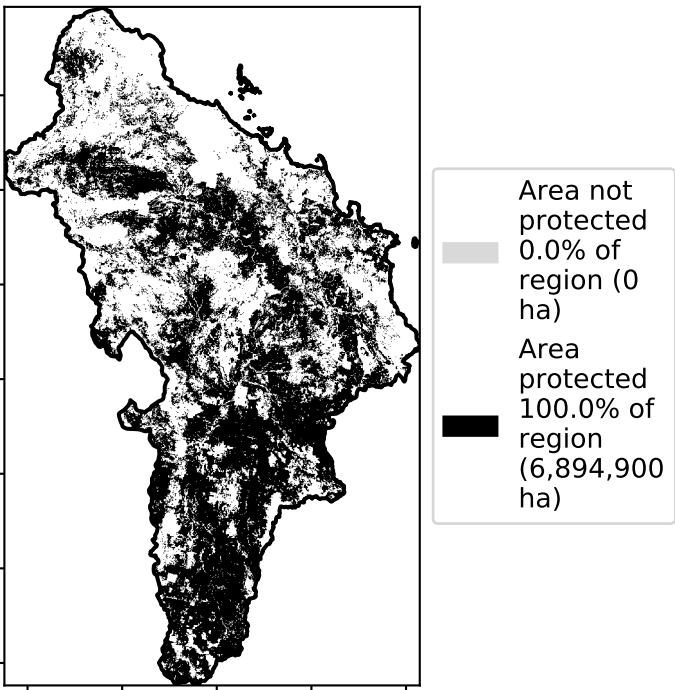 Area not
protected
0.0% of
region (0
ha)
Area
protected
100.0% of
region
(6,894,900
ha)